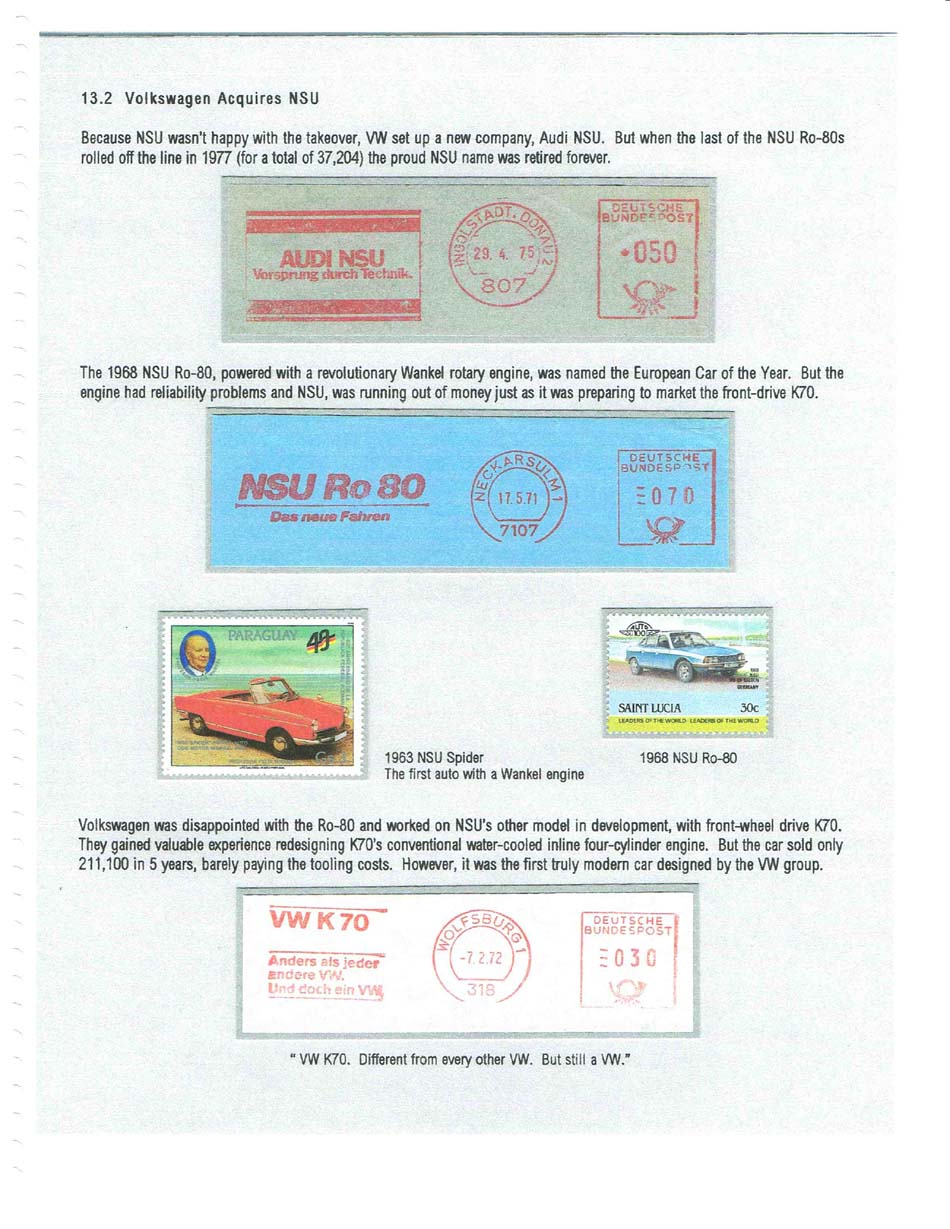 13.2 Volkswagen Acquires NSU
Because NSU wasn't happy with the takeover, VW set up a new company, Audi NSU. But when the last of the NSU Ro-80s
rolled off the line in 1977 (for a total of 37,204) the proud NSU name was retired forever.
AUDI NSU
Vorsprung durch Technik.
INGOLSTADT, DONAU 2
29. 4. 75
807
DEUTSCHE
BUNDESPOST
050
The 1968 NSU Ro-80, powered with a revolutionary Wankel rotary engine, was named the European Car of the Year. But the
engine had reliability problems and NSU, was running out of money just as it was preparing to market the front-drive K70.
NSU Ro 80
Das neue Fahren
NECKARSULM 1
17.5.71
7107
DEUTSCHE
BUNDESPOST
070
PARAGUAY
40
AUTO
100
SAINT LUCIA 30c
LEADERS OF THE WORLD LEADERS OF THE WORLD
GERMANY
1963 NSU Spider
The first auto with a Wankel engine
1968 NSU Ro-80
Volkswagen was disappointed with the Ro-80 and worked on NSU's other model in development, with front-wheel drive K70.
They gained valuable experience redesigning K70's conventional water-cooled inline four-cylinder engine. But the car sold only
211,100 in 5 years, barely paying the tooling costs. However, it was the first truly modern car designed by the VW group.
VW K 70
Anders als jeder
andere VW.
Und doch ein VW.
WOLFSBURG 1
-7.2.72
318
DEUTSCHE
BUNDESPOST
030
" VW K70. Different from every other VW. But still a VW."